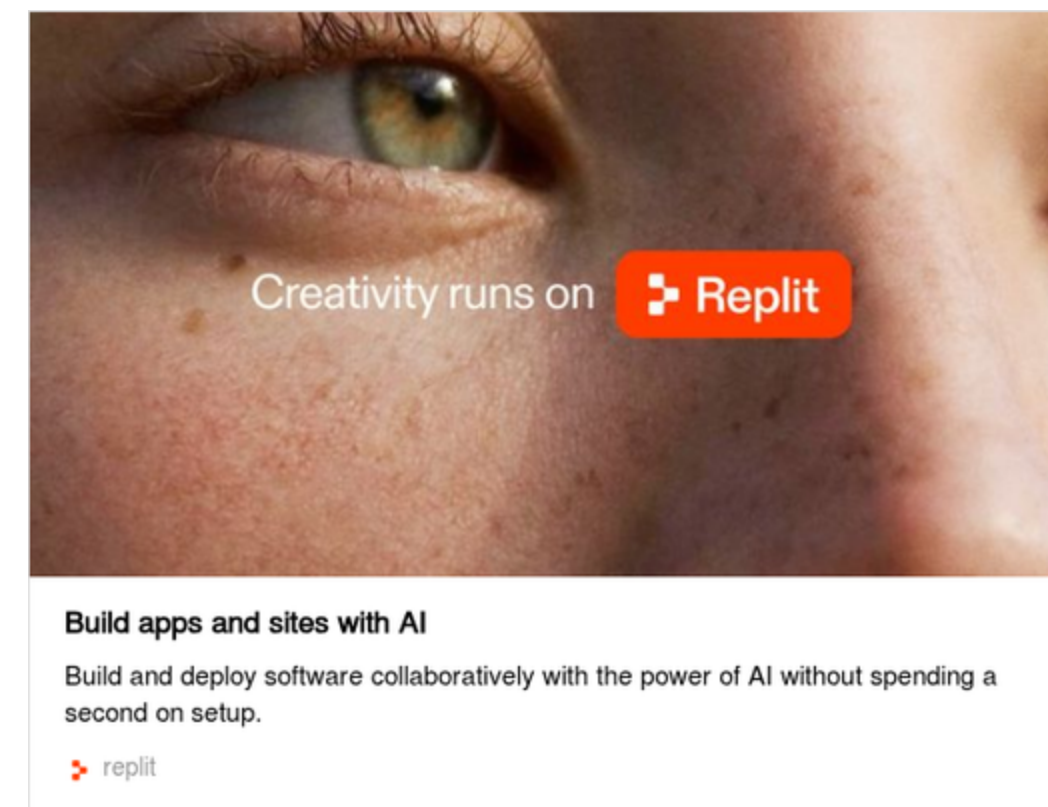 Creativity runs on Replit
Build apps and sites with AI
Build and deploy software collaboratively with the power of AI without spending a
second on setup.
replit